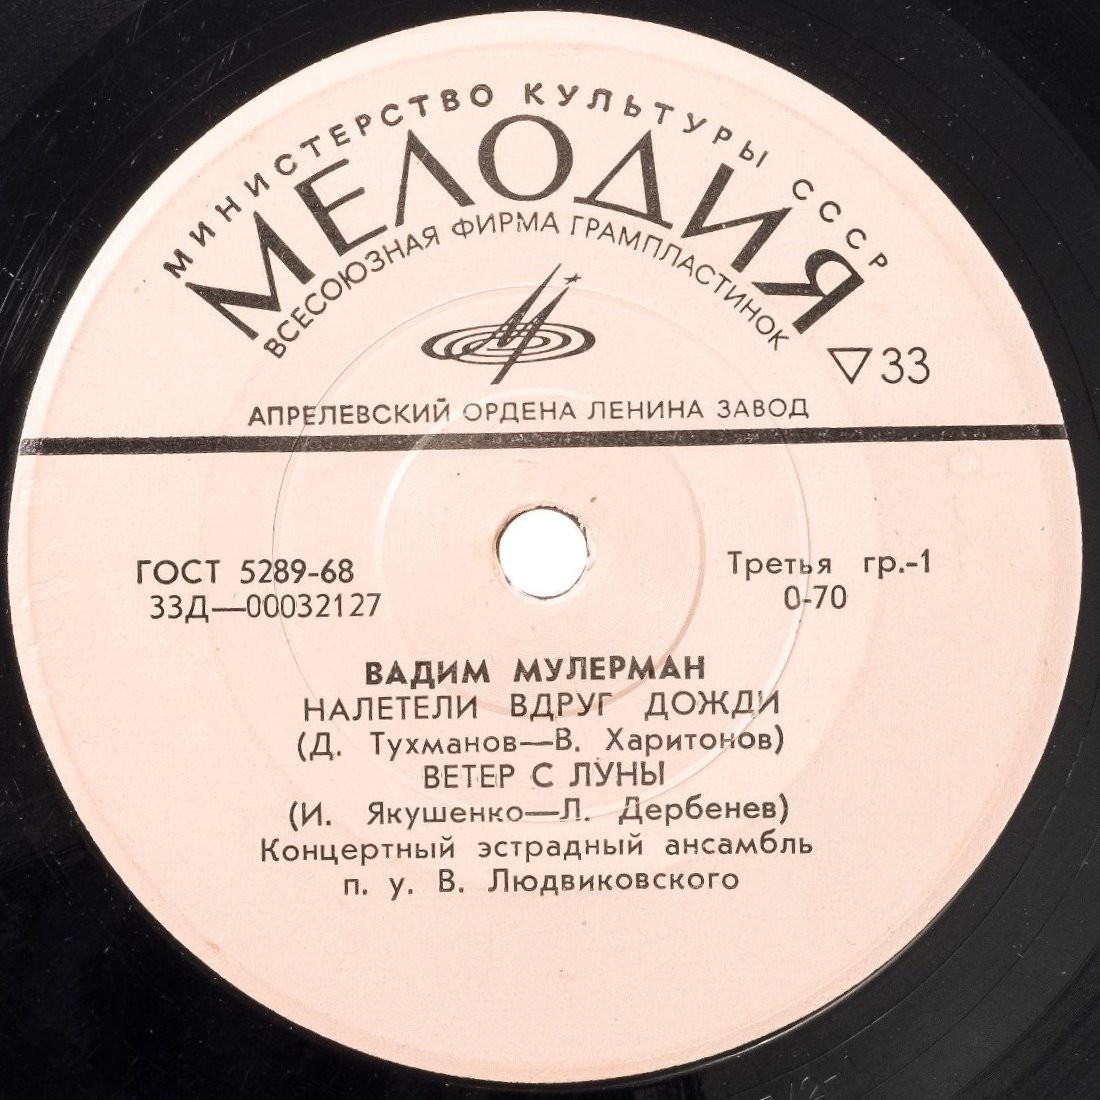 МИНИСТЕРСТВО КУЛЬТУРЫ СССР
МЕЛОДИЯ
ВСЕСОЮЗНАЯ ФИРМА ГРАМПЛАСТИНОК
▽33
АПРЕЛЕВСКИЙ ОРДЕНА ЛЕНИНА ЗАВОД
ГОСТ 5289-68
33Д—00032127
Третья гр.-1
0-70
ВАДИМ МУЛЕРМАН
НАЛЕТЕЛИ ВДРУГ ДОЖДИ
(Д. Тухманов—В. Харитонов)
ВЕТЕР С ЛУНЫ
(И. Якушенко—Л. Дербенев)
Концертный эстрадный ансамбль
п. у. В. Людвиковского